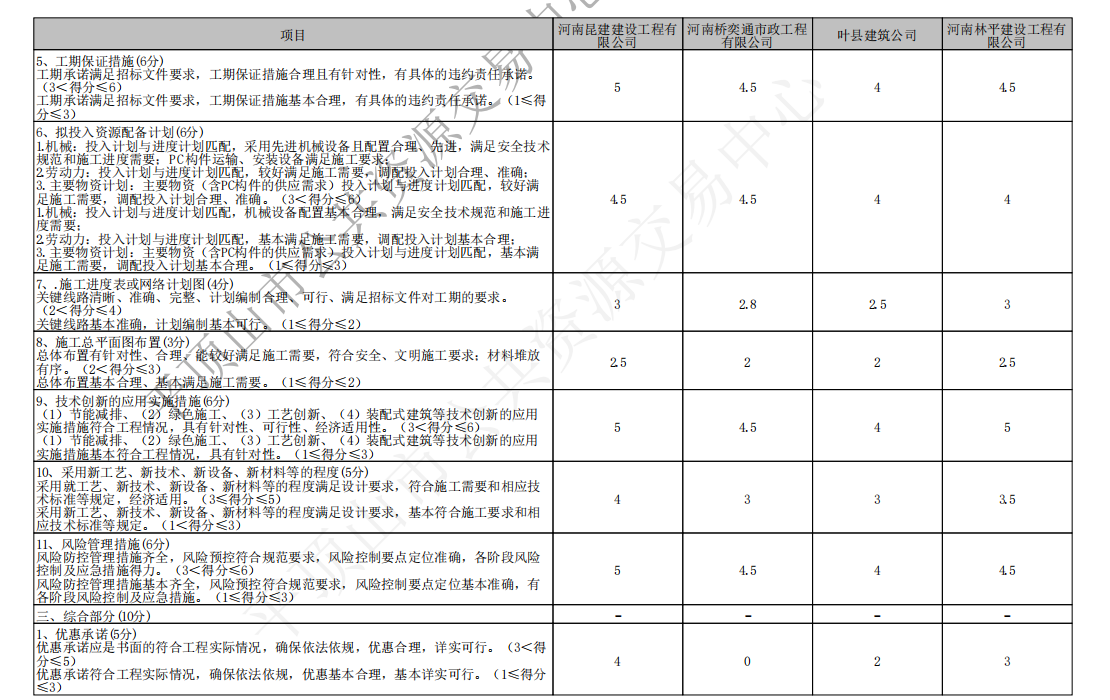 项目
河南昆建建设工程有
限公司
河南桥奕通市政工程
有限公司
叶县建筑公司
河南林平建设工程有
限公司
5、工期保证措施(6分)
工期承诺满足招标文件要求，工期保证措施合理且有针对性，有具体的违约责任承诺。
（3＜得分≤6）
工期承诺满足招标文件要求，工期保证措施基本合理，有具体的违约责任承诺。（1≤得
分≤3）
5
4.5
4
4.5
6、拟投入资源配备计划(6分)
1.机械：投入计划与进度计划匹配，采用先进机械设备且配置合理、先进，满足安全技术
规范和施工进度需要；PC构件运输、安装设备满足施工要求；
2.劳动力：投入计划与进度计划匹配，较好满足施工需要，调配投入计划合理、准确；
3.主要物资计划：主要物资（含PC构件的供应需求）投入计划与进度计划匹配，较好满
足施工需要，调配投入计划合理、准确。（3＜得分≤6）
1.机械：投入计划与进度计划匹配，机械设备配置基本合理，满足安全技术规范和施工进
度需要；
2.劳动力：投入计划与进度计划匹配，基本满足施工需要，调配投入计划基本合理；
3.主要物资计划：主要物资（含PC构件的供应需求）投入计划与进度计划匹配，基本满
足施工需要，调配投入计划基本合理。（1≤得分≤3）
4.5
4.5
4
4
7、.施工进度表或网络计划图(4分)
关键线路清晰、准确、完整、计划编制合理、可行、满足招标文件对工期的要求。
（2＜得分≤4）
关键线路基本准确，计划编制基本可行。（1≤得分≤2）
3
2.8
2.5
3
8、施工总平面图布置(3分)
总体布置有针对性、合理、能较好满足施工需要，符合安全、文明施工要求；材料堆放
有序。（2＜得分≤3）
总体布置基本合理、基本满足施工需要。（1≤得分≤2）
2.5
2
2
2.5
9、技术创新的应用实施措施(6分)
（1）节能减排、（2）绿色施工、（3）工艺创新、（4）装配式建筑等技术创新的应用
实施措施符合工程情况，具有针对性、可行性、经济适用性。（3＜得分≤6）
（1）节能减排、（2）绿色施工、（3）工艺创新、（4）装配式建筑等技术创新的应用
实施措施基本符合工程情况，具有针对性。（1≤得分≤3）
5
4.5
4
5
10、采用新工艺、新技术、新设备、新材料等的程度(5分)
采用就工艺、新技术、新设备、新材料等的程度满足设计要求，符合施工需要和相应技
术标准等规定，经济适用。（3≤得分≤5）
采用新工艺、新技术、新设备、新材料等的程度满足设计要求，基本符合施工要求和相
应技术标准等规定。（1＜得分≤3）
4
3
3
3.5
11、风险管理措施(6分)
风险防控管理措施齐全，风险预控符合规范要求，风险控制要点定位准确，各阶段风险
控制及应急措施得力。（3＜得分≤6）
风险防控管理措施基本齐全，风险预控符合规范要求，风险控制要点定位基本准确，有
各阶段风险控制及应急措施。（1≤得分≤3）
5
4.5
4
4.5
三、综合部分(10分)
-
-
-
-
1、优惠承诺(5分)
优惠承诺应是书面的符合工程实际情况，确保依法依规，优惠合理，详实可行。（3＜得
分≤5）
优惠承诺符合工程实际情况，确保依法依规，优惠基本合理，基本详实可行。（1≤得分
≤3）
4
0
2
3
平顶山市公共资源交易中心
平顶山市公共资源交易中心